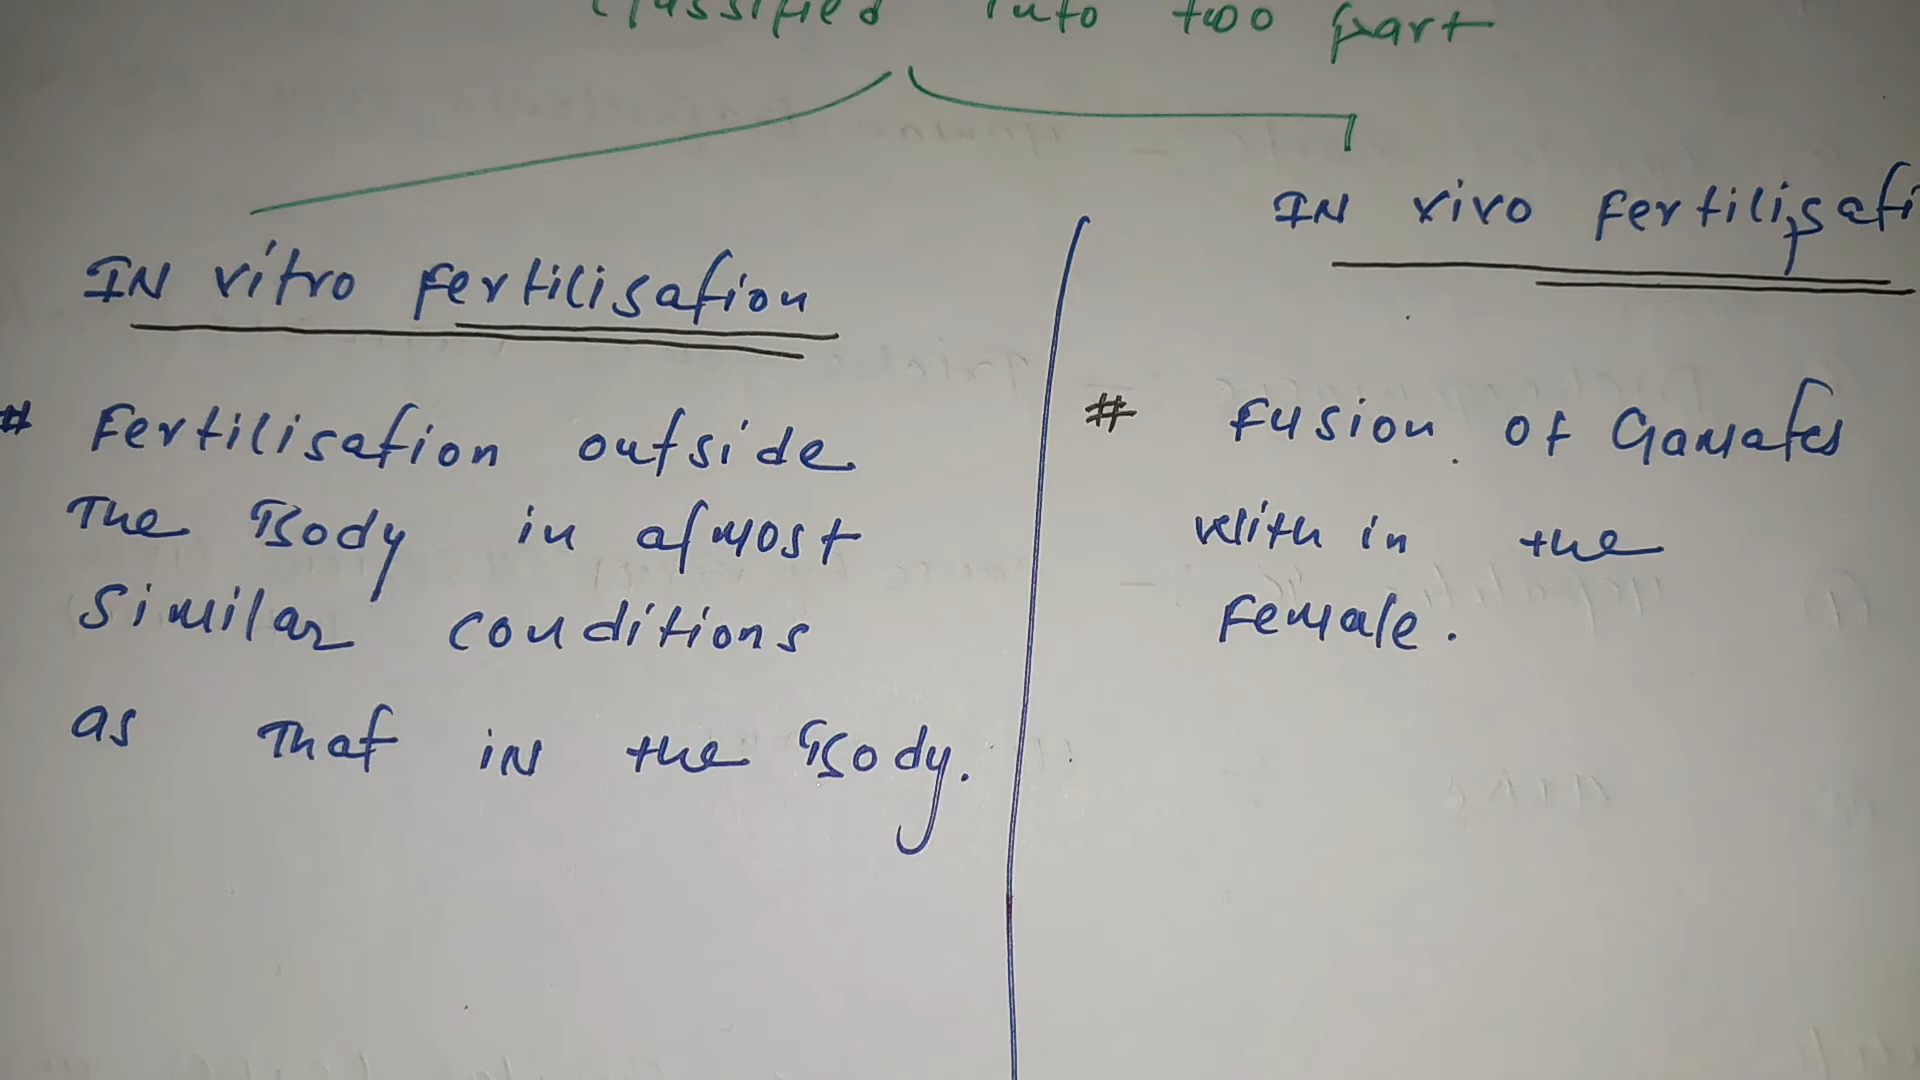 classified into two part
IN vitro fertilisation
# Fertilisation outside
The Body in almost
Similar conditions
as That in the Body.
IN vivo fertilisati
# Fusion of Gamates
with in the
Female.